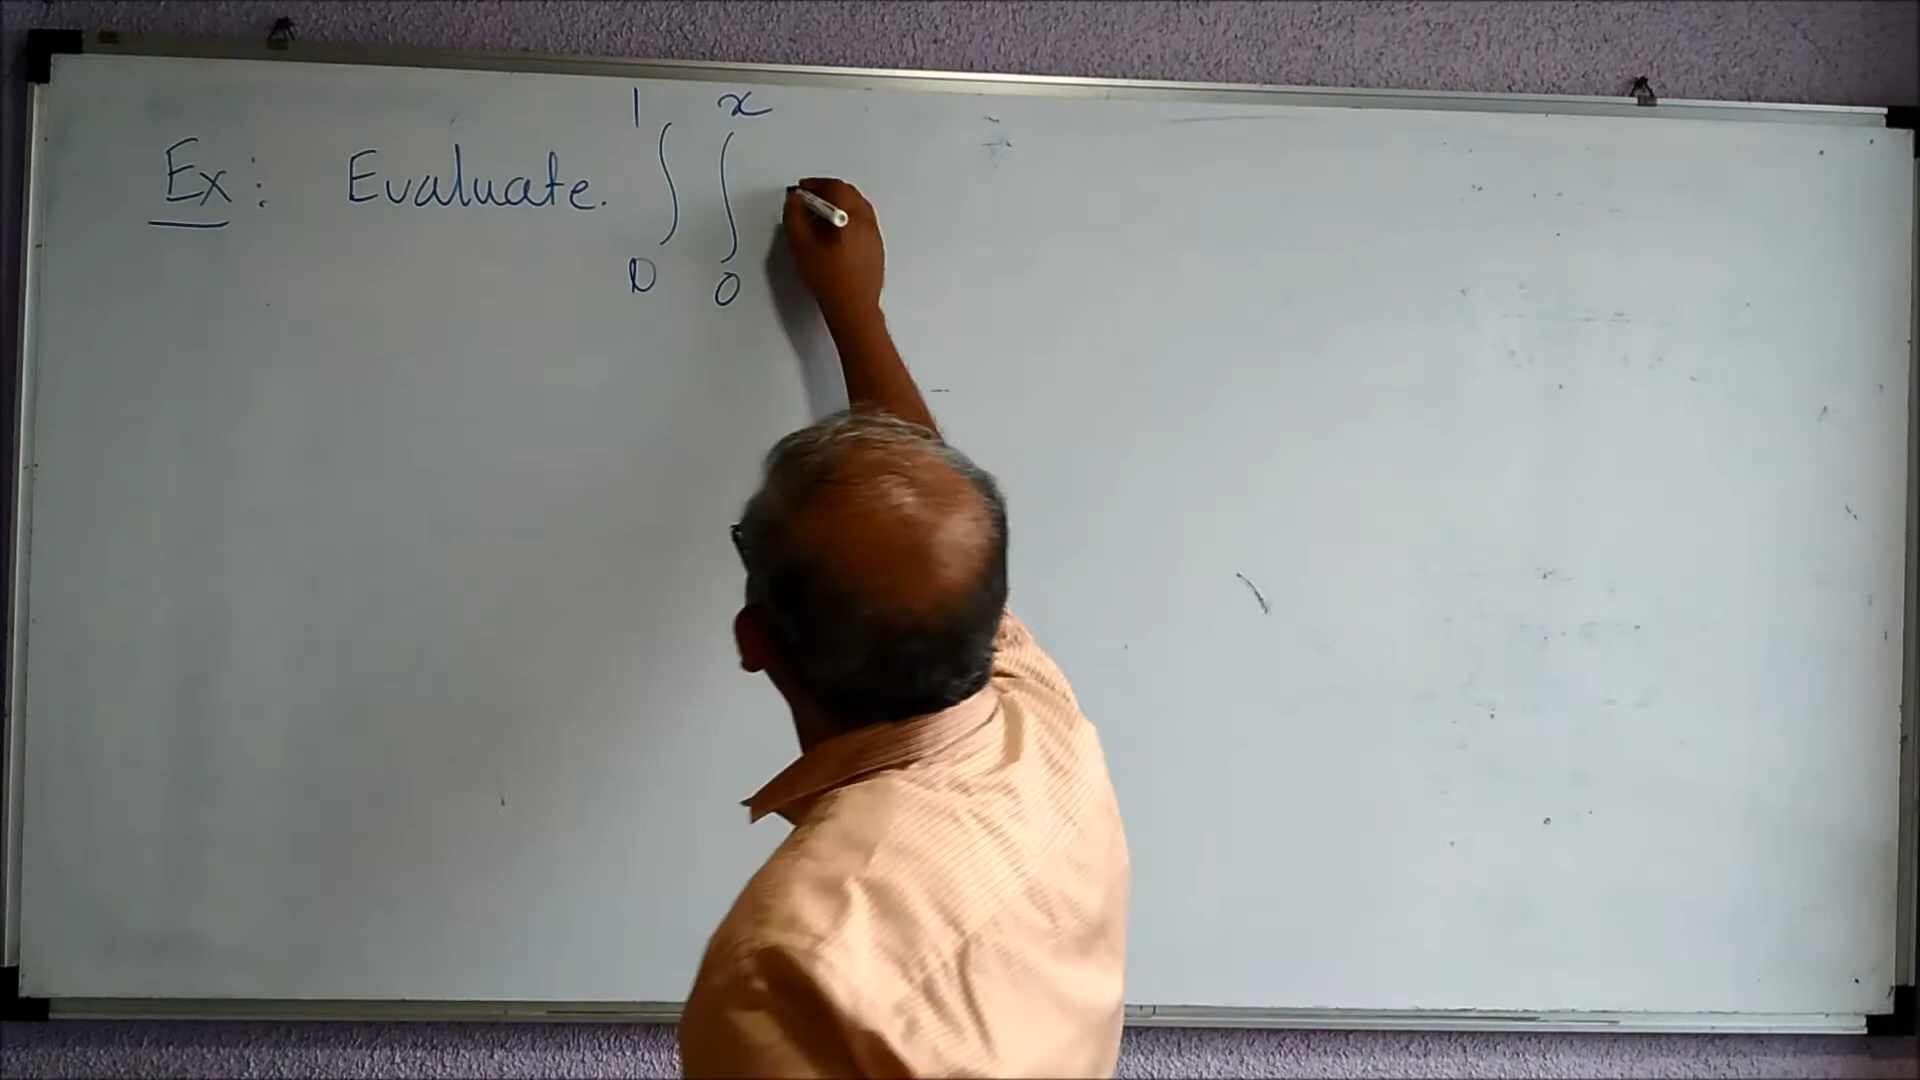 Ex: Evaluate. ∫₀¹ ∫₀ˣ